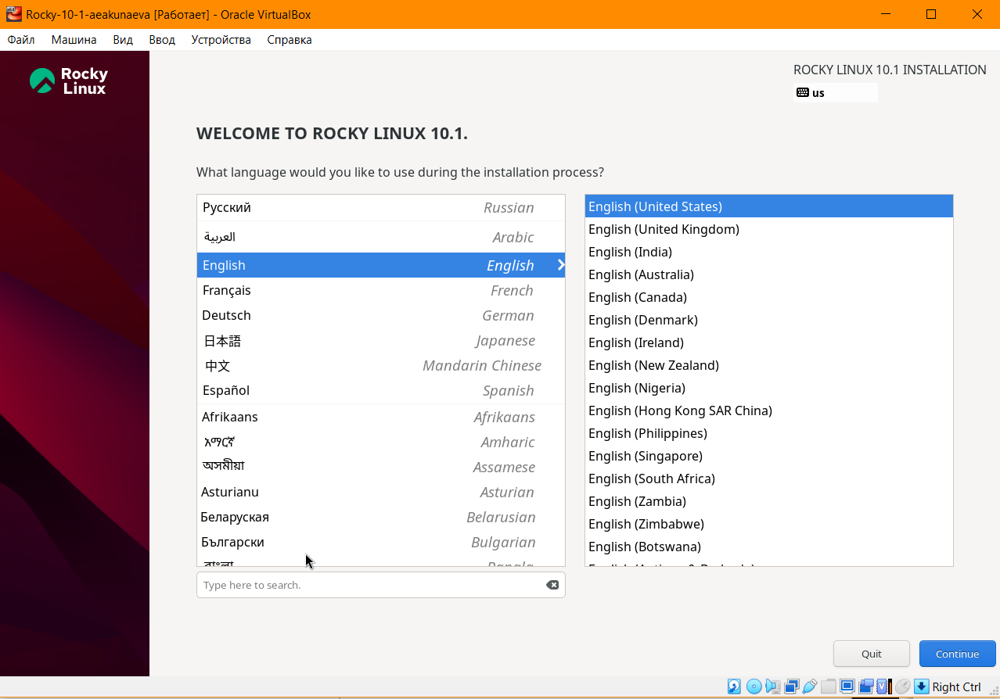 Rocky-10-1-aeakunaeva [Работает] - Oracle VirtualBox
Файл Машина Вид Ввод Устройства Справка
Rocky
Linux
ROCKY LINUX 10.1 INSTALLATION
us
WELCOME TO ROCKY LINUX 10.1.
What language would you like to use during the installation process?
Русский Russian
العربية Arabic
English English
Français French
Deutsch German
日本語 Japanese
中文 Mandarin Chinese
Español Spanish
Afrikaans Afrikaans
አማርኛ Amharic
অসমীয়া Assamese
Asturianu Asturian
Беларуская Belarusian
Български Bulgarian
বাংলা Bangla
Type here to search.
English (United States)
English (United Kingdom)
English (India)
English (Australia)
English (Canada)
English (Denmark)
English (Ireland)
English (New Zealand)
English (Nigeria)
English (Hong Kong SAR China)
English (Philippines)
English (Singapore)
English (South Africa)
English (Zambia)
English (Zimbabwe)
English (Botswana)
English (Antigua & Barbuda)
Quit Continue
Right Ctrl